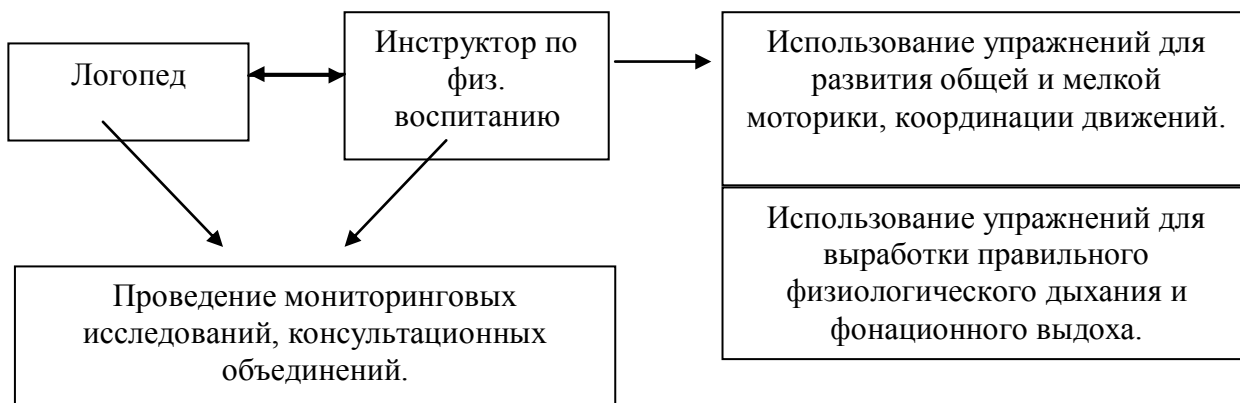 Логопед
Инструктор по
физ.
воспитанию
Использование упражнений для
развития общей и мелкой
моторики, координации движений.
Использование упражнений для
выработки правильного
физиологического дыхания и
фонационного выдоха.
Проведение мониторинговых
исследований, консультационных
объединений.